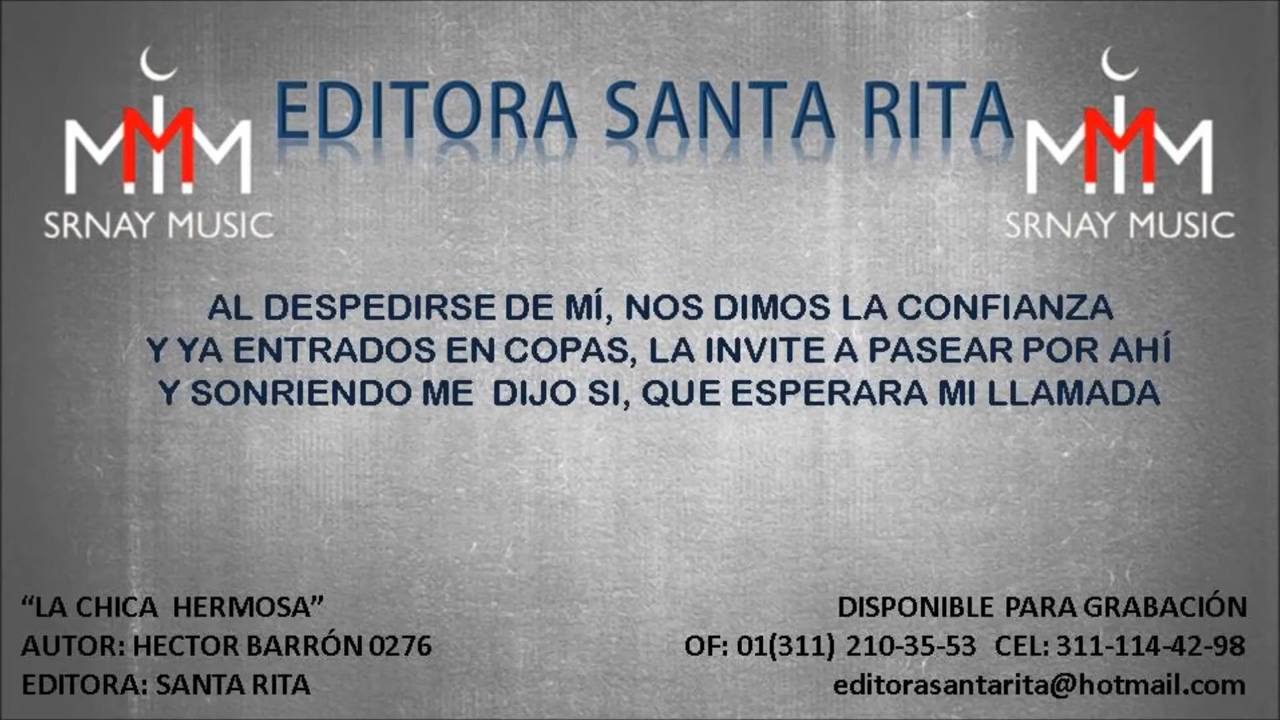 EDITORA SANTA RITA
SRNAY MUSIC
SRNAY MUSIC
AL DESPEDIRSE DE MÍ, NOS DIMOS LA CONFIANZA
Y YA ENTRADOS EN COPAS, LA INVITE A PASEAR POR AHÍ
Y SONRIENDO ME DIJO SI, QUE ESPERARA MI LLAMADA
“LA CHICA HERMOSA”
AUTOR: HECTOR BARRÓN 0276
EDITORA: SANTA RITA
DISPONIBLE PARA GRABACIÓN
OF: 01(311) 210-35-53 CEL: 311-114-42-98
editorasantarita@hotmail.com